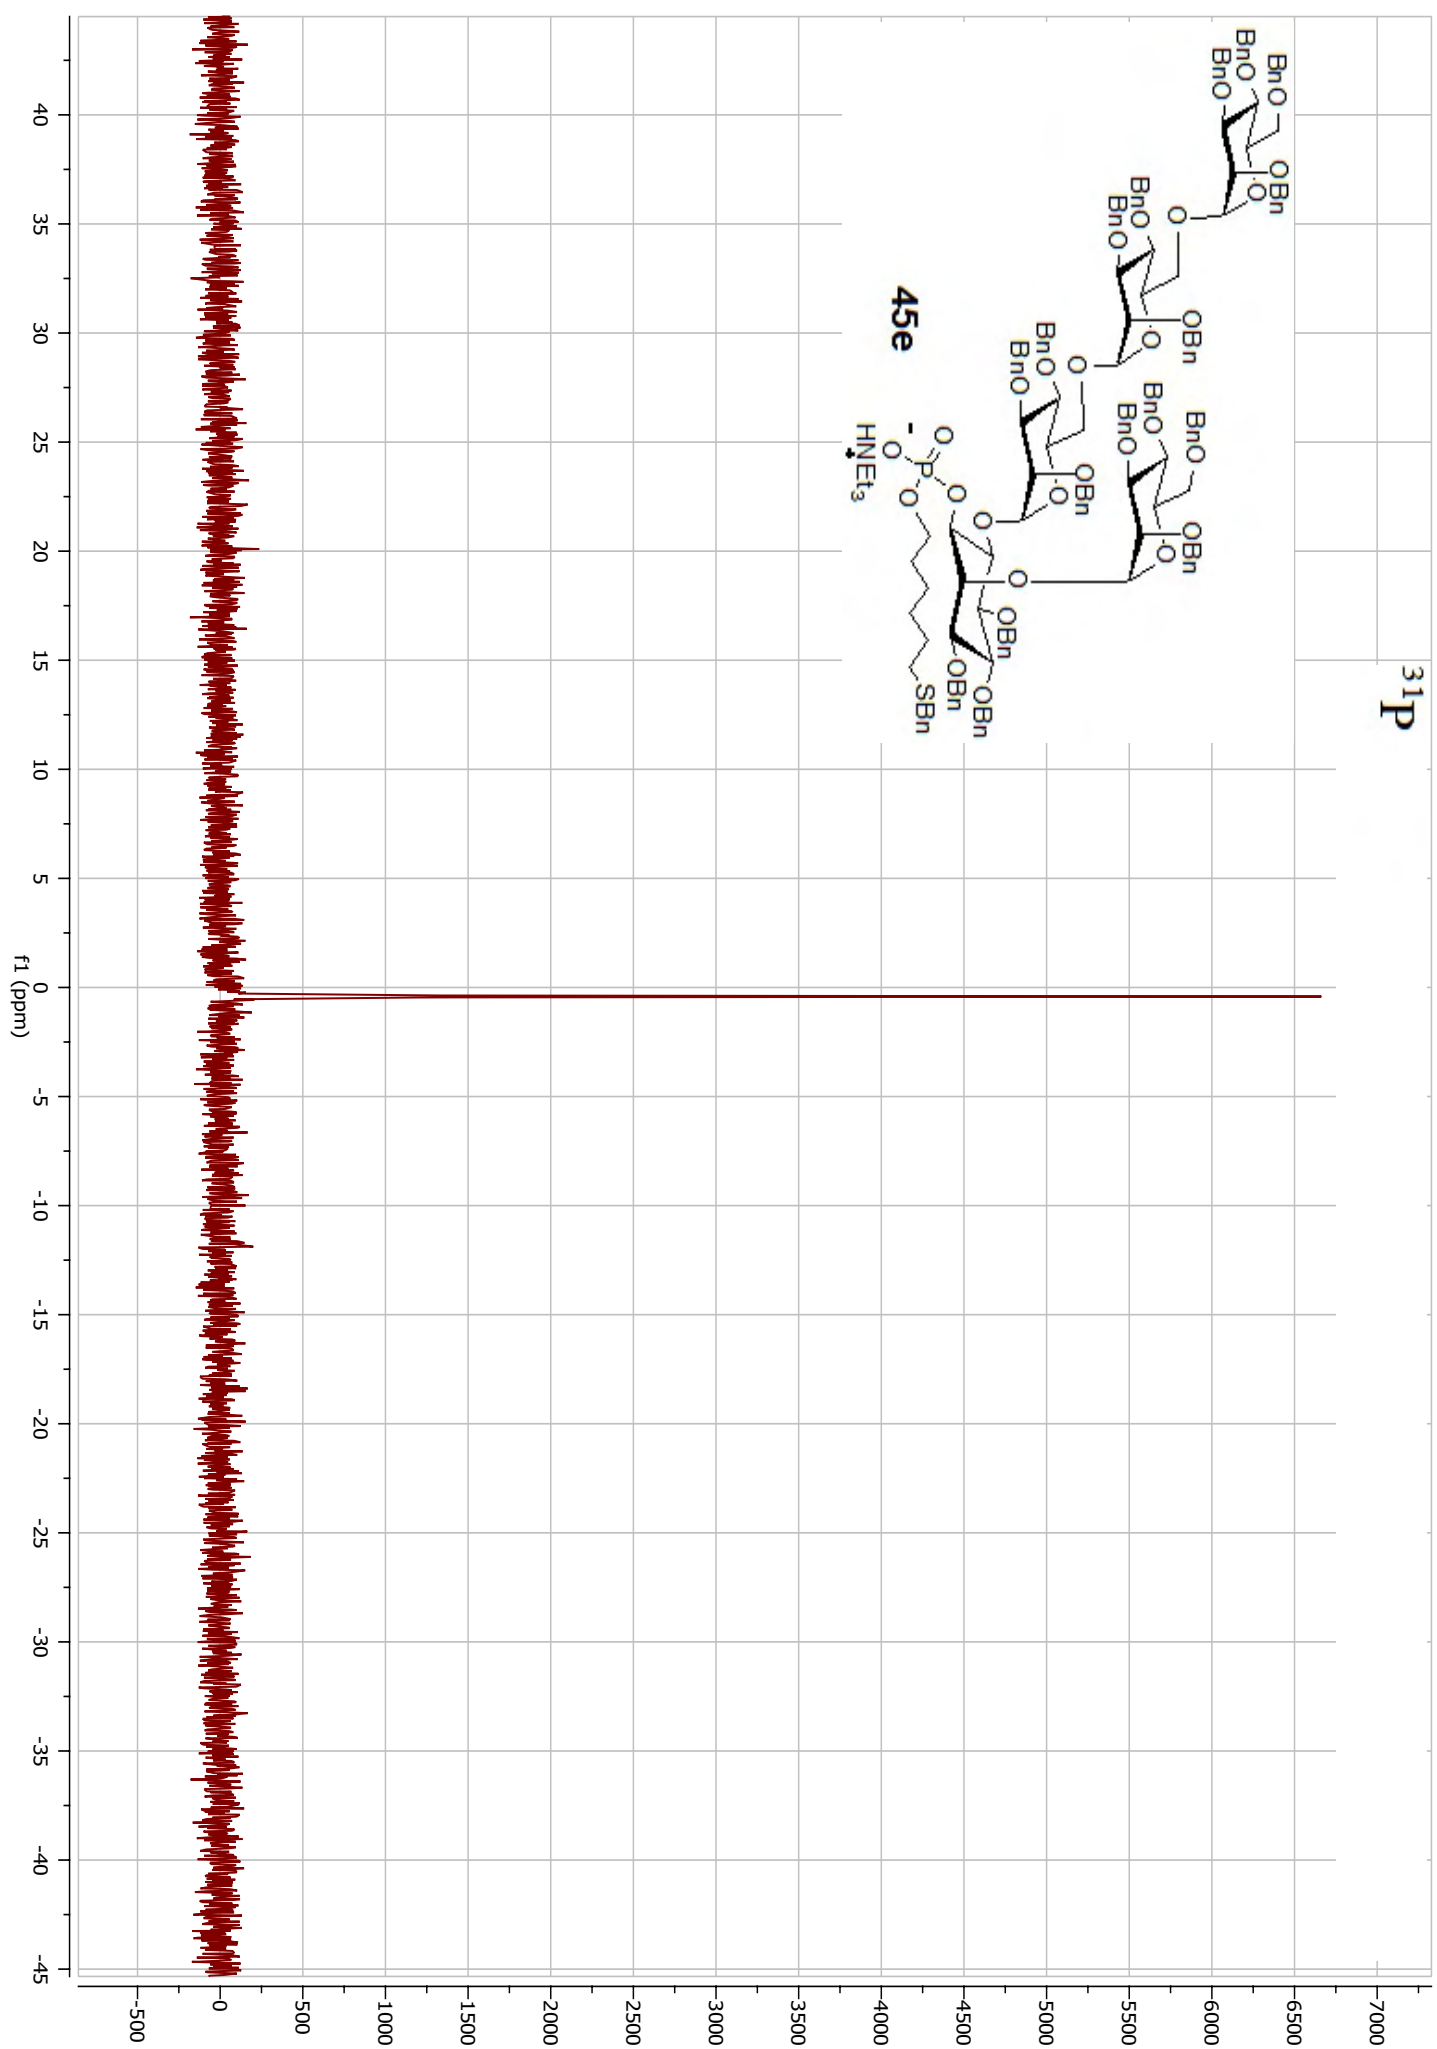 ³¹P
BnO
BnO
BnO
OBn
O
O
BnO
BnO
OBn
O
O
BnO
BnO
BnO
OBn
O
BnO
BnO
OBn
O
O
O
OBn
OBn
OBn
O
O
P
O
-
O
HNEt₃
+
SBn
45e
40
35
30
25
20
15
10
5
0
-5
-10
-15
-20
-25
-30
-35
-40
-45
f1 (ppm)
7000
6500
6000
5500
5000
4500
4000
3500
3000
2500
2000
1500
1000
500
0
-500